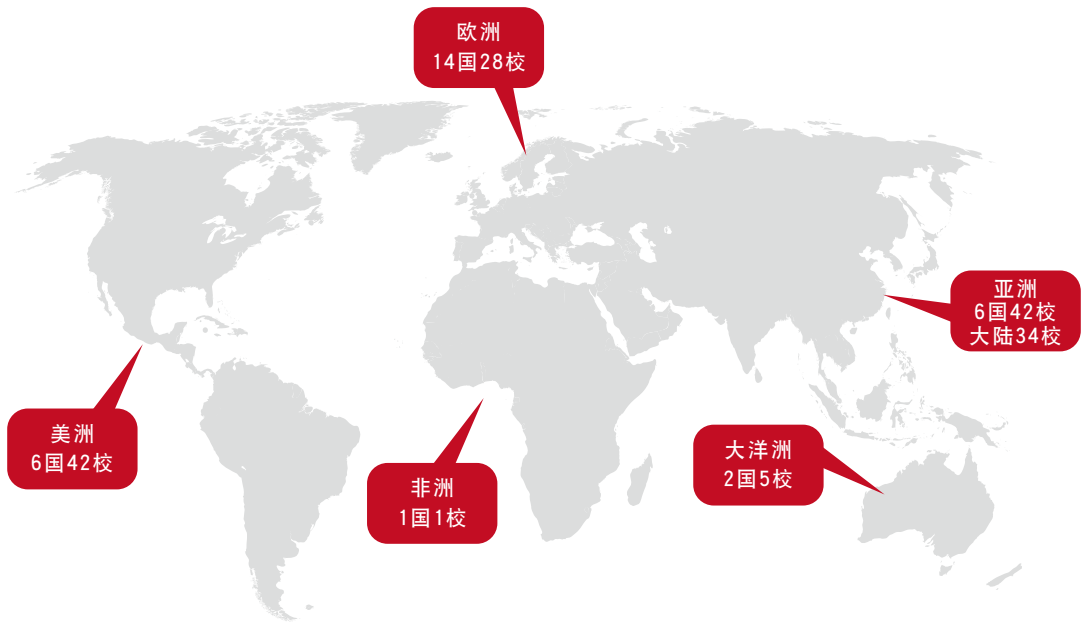 欧洲
14国28校
亚洲
6国42校
大陆34校
美洲
6国42校
大洋洲
2国5校
非洲
1国1校